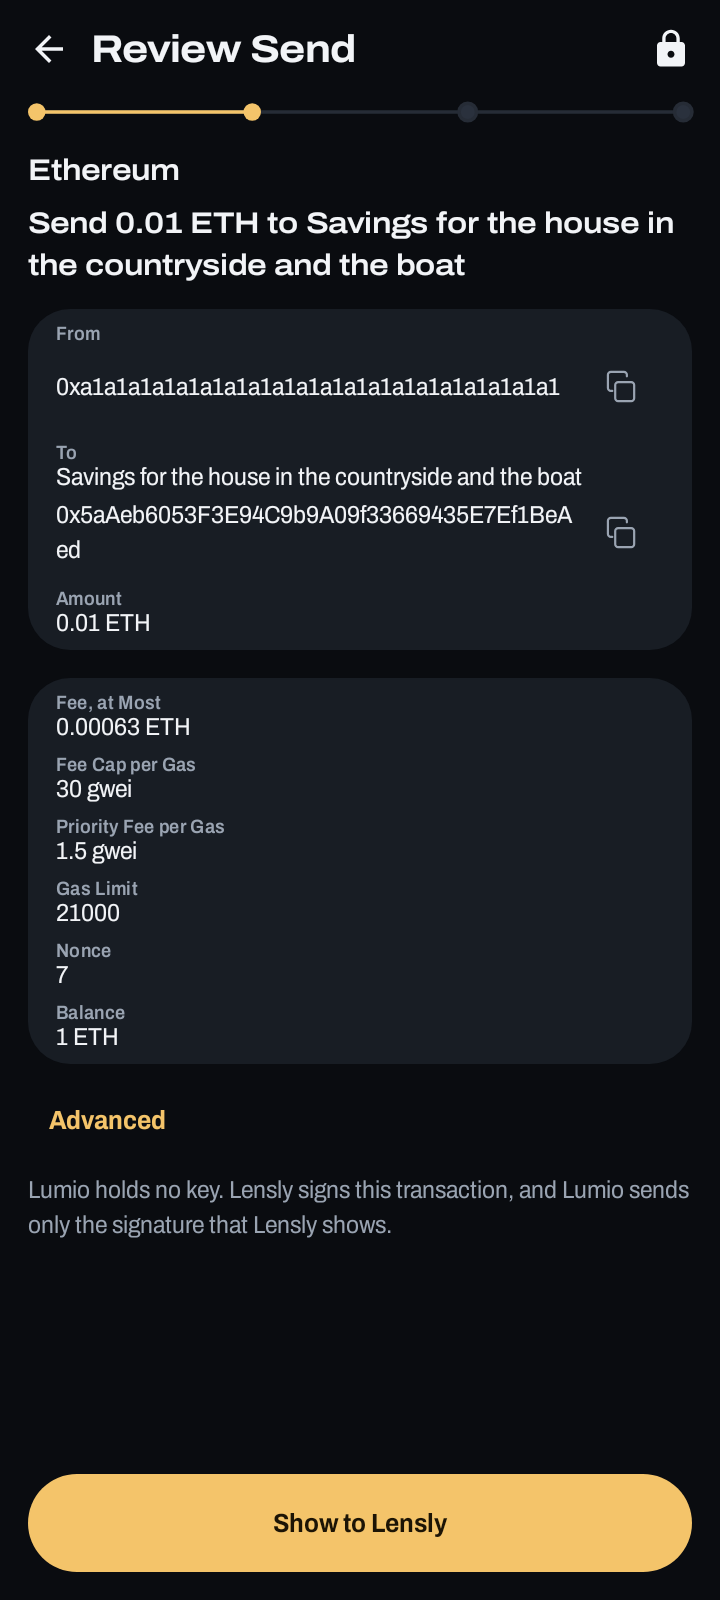 Review Send
Ethereum
Send 0.01 ETH to Savings for the house in
the countryside and the boat
From
0xa1a1a1a1a1a1a1a1a1a1a1a1a1a1a1a1a1a1a1a1
To
Savings for the house in the countryside and the boat
0x5aAeb6053F3E94C9b9A09f33669435E7Ef1BeA
ed
Amount
0.01 ETH
Fee, at Most
0.00063 ETH
Fee Cap per Gas
30 gwei
Priority Fee per Gas
1.5 gwei
Gas Limit
21000
Nonce
7
Balance
1 ETH
Advanced
Lumio holds no key. Lensly signs this transaction, and Lumio sends
only the signature that Lensly shows.
Show to Lensly